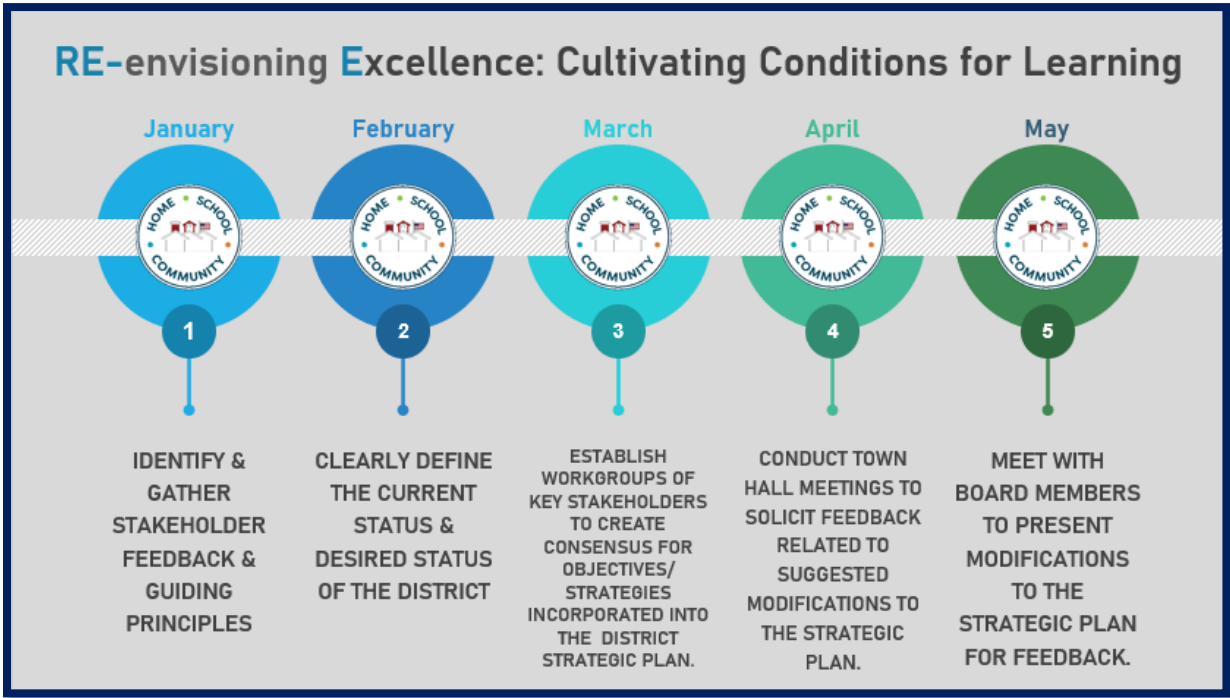 RE-envisioning Excellence: Cultivating Conditions for Learning
January
HOME • SCHOOL
COMMUNITY
1
IDENTIFY &
GATHER
STAKEHOLDER
FEEDBACK &
GUIDING
PRINCIPLES
February
HOME • SCHOOL
COMMUNITY
2
CLEARLY DEFINE
THE CURRENT
STATUS &
DESIRED STATUS
OF THE DISTRICT
March
HOME • SCHOOL
COMMUNITY
3
ESTABLISH
WORKGROUPS OF
KEY STAKEHOLDERS
TO CREATE
CONSENSUS FOR
OBJECTIVES/
STRATEGIES
INCORPORATED INTO
THE DISTRICT
STRATEGIC PLAN.
April
HOME • SCHOOL
COMMUNITY
4
CONDUCT TOWN
HALL MEETINGS TO
SOLICIT FEEDBACK
RELATED TO
SUGGESTED
MODIFICATIONS TO
THE STRATEGIC
PLAN.
May
HOME • SCHOOL
COMMUNITY
5
MEET WITH
BOARD MEMBERS
TO PRESENT
MODIFICATIONS
TO THE
STRATEGIC PLAN
FOR FEEDBACK.